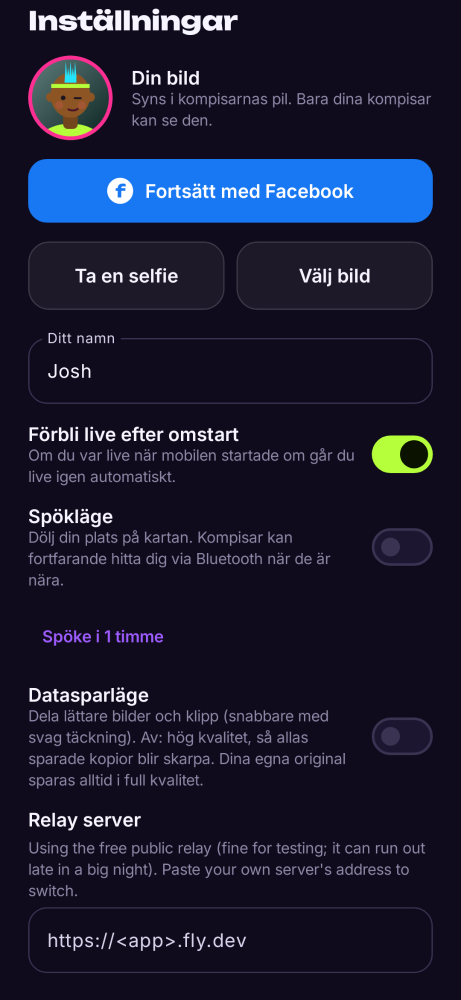 Inställningar
Din bild
Syns i kompisarnas pil. Bara dina kompisar
kan se den.
Fortsätt med Facebook
Ta en selfie
Välj bild
Ditt namn
Josh
Förbli live efter omstart
Om du var live när mobilen startade om går du
live igen automatiskt.
Spökläge
Dölj din plats på kartan. Kompisar kan
fortfarande hitta dig via Bluetooth när de är
nära.
Spöke i 1 timme
Datasparläge
Dela lättare bilder och klipp (snabbare med
svag täckning). Av: hög kvalitet, så allas
sparade kopior blir skarpa. Dina egna original
sparas alltid i full kvalitet.
Relay server
Using the free public relay (fine for testing; it can run out
late in a big night). Paste your own server's address to
switch.
https://<app>.fly.dev